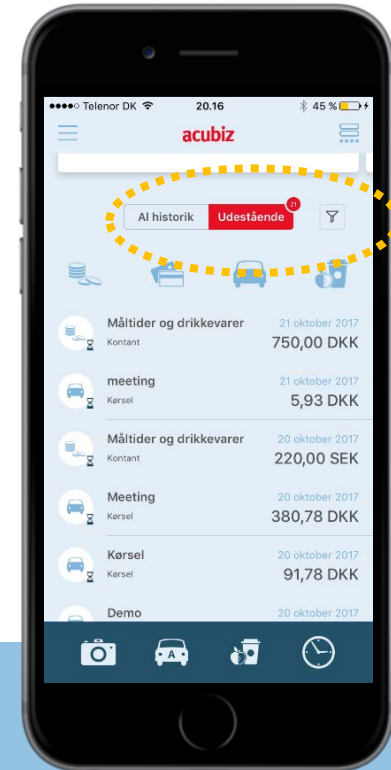 Telenor DK 20.16 45 %
acubiz
21
Al historik Udestående
Måltider og drikkevarer 21 oktober 2017
Kontant 750,00 DKK
meeting 21 oktober 2017
Kørsel 5,93 DKK
Måltider og drikkevarer 20 oktober 2017
Kontant 220,00 SEK
Meeting 20 oktober 2017
Kørsel 380,78 DKK
Kørsel 20 oktober 2017
Kørsel 91,78 DKK
Demo 20 oktober 2017
A